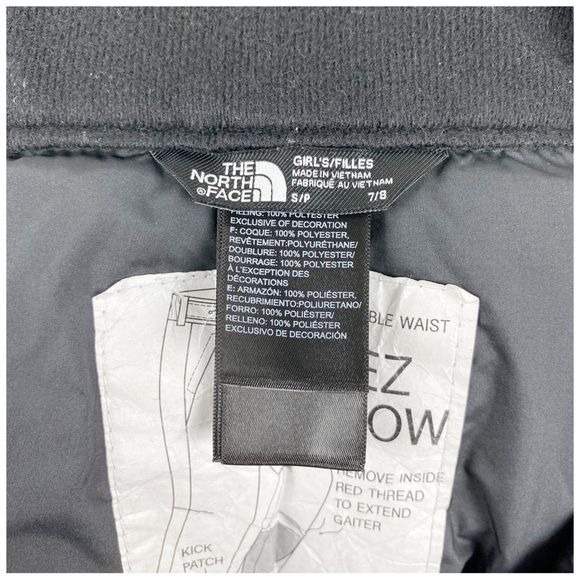 THE
NORTH
FACE
GIRL'S/FILLES
MADE IN VIETNAM
FABRIQUÉ AU VIETNAM
S/P 7/8
FILLING: 100% POLYESTER
EXCLUSIVE OF DECORATION
F: COQUE: 100% POLYESTER,
REVÊTEMENT:POLYURÉTHANE/
DOUBLURE: 100% POLYESTER/
BOURRAGE: 100% POLYESTER
À L'EXCEPTION DES
DÉCORATIONS
E: ARMAZÓN: 100% POLIÉSTER,
RECUBRIMIENTO:POLIURETANO/
FORRO: 100% POLIÉSTER/
RELLENO: 100% POLIÉSTER
EXCLUSIVO DE DECORACIÓN
BLE WAIST
EZ
OW
REMOVE INSIDE
RED THREAD
TO EXTEND
GAITER
KICK
PATCH